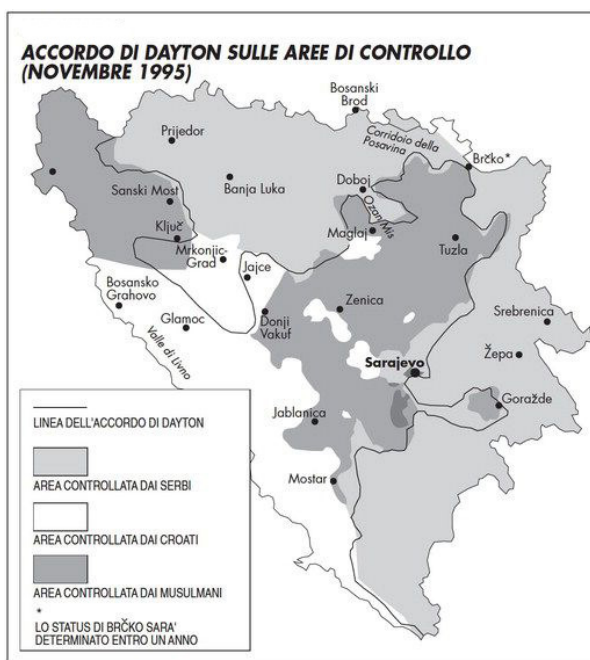 ACCORDO DI DAYTON SULLE AREE DI CONTROLLO
(NOVEMBRE 1995)
Bosanski
Brod
Prijedor
Corridoio della
Posavina
Brčko*
Banja Luka
Doboj
Sanski Most
Ozan/Mis
Ključ
Maglaj
Tuzla
Mrkonjic-
Grad
Jajce
Bosansko
Grahovo
Zenica
Srebrenica
Glamoc
Donji
Vakuf
Valle di Livno
Sarajevo
Žepa
Goražde
Jablanica
Mostar
LINEA DELL'ACCORDO DI DAYTON
AREA CONTROLLATA DAI SERBI
AREA CONTROLLATA DAI CROATI
AREA CONTROLLATA DAI MUSULMANI
*
LO STATUS DI BRČKO SARA'
DETERMINATO ENTRO UN ANNO